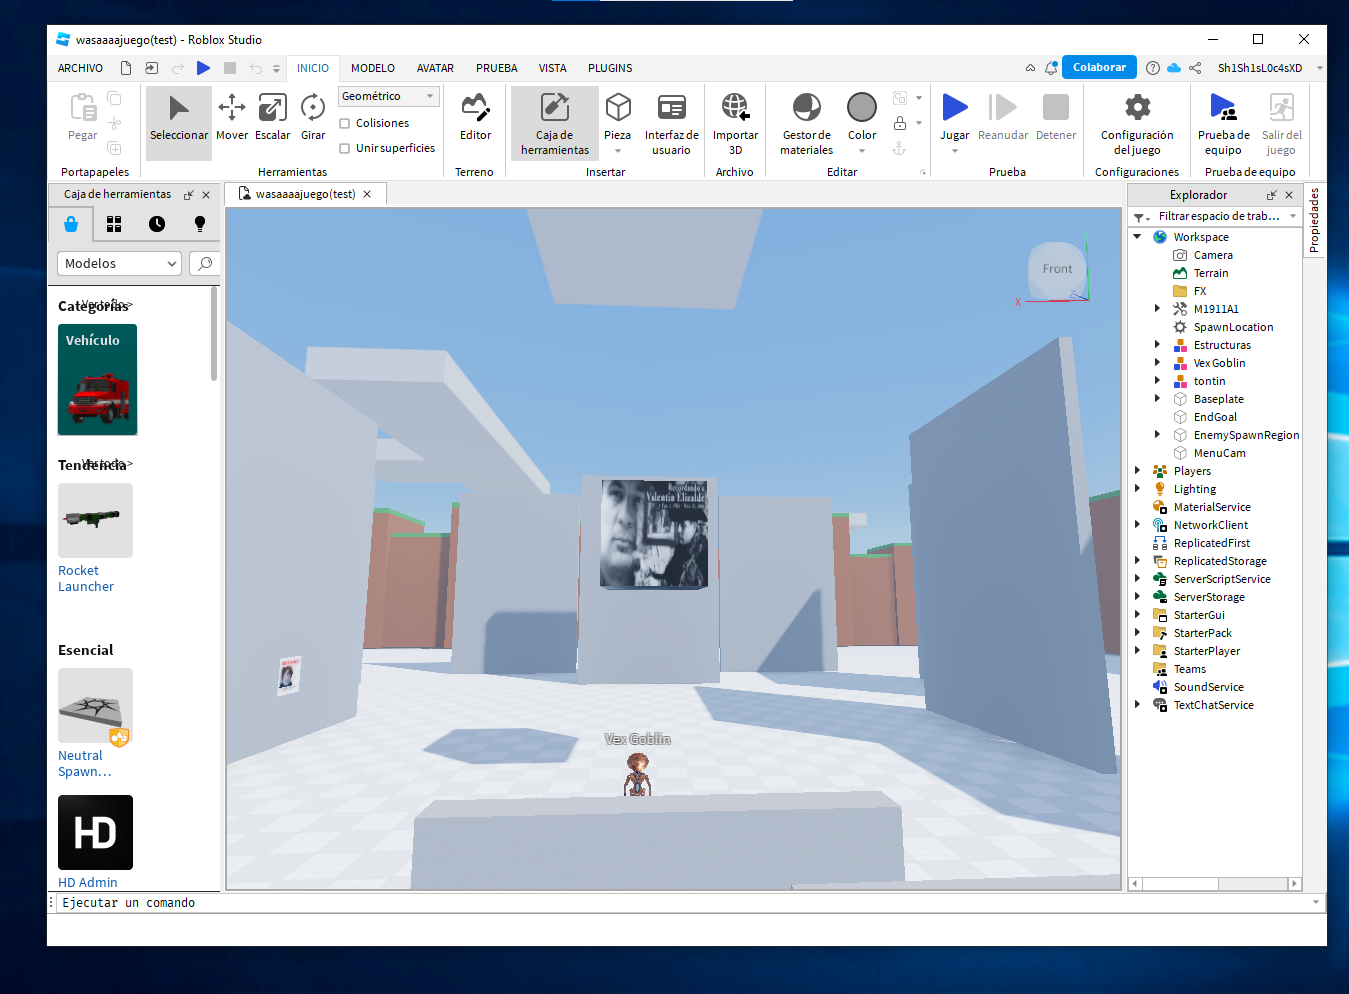 wasaaaajuego(test) - Roblox Studio
ARCHIVO
INICIO
MODELO
AVATAR
PRUEBA
VISTA
PLUGINS
Colaborar
Sh1Sh1sL0c4sXD
Pegar
Portapapeles
Seleccionar
Mover
Escalar
Girar
Geométrico
Colisiones
Unir superficies
Herramientas
Editor
Terreno
Caja de
herramientas
Pieza
Interfaz de
usuario
Insertar
Importar
3D
Archivo
Gestor de
materiales
Color
Editar
Jugar
Reanudar
Detener
Prueba
Configuración
del juego
Configuraciones
Prueba de
equipo
Salir del
juego
Prueba de equipo
Caja de herramientas
Modelos
Categorías
Ver todo >
Vehículo
Tendencia
Ver todo >
Rocket
Launcher
Esencial
Neutral
Spawn...
HD
HD Admin
wasaaaajuego(test)
Front
X
Y
Z
Recordando a
Valentin Elizalde
Vex Goblin
Explorador
Filtrar espacio de trab...
Workspace
Camera
Terrain
FX
M1911A1
SpawnLocation
Estructuras
Vex Goblin
tontin
Baseplate
EndGoal
EnemySpawnRegion
MenuCam
Players
Lighting
MaterialService
NetworkClient
ReplicatedFirst
ReplicatedStorage
ServerScriptService
ServerStorage
StarterGui
StarterPack
StarterPlayer
Teams
SoundService
TextChatService
Propiedades
Ejecutar un comando